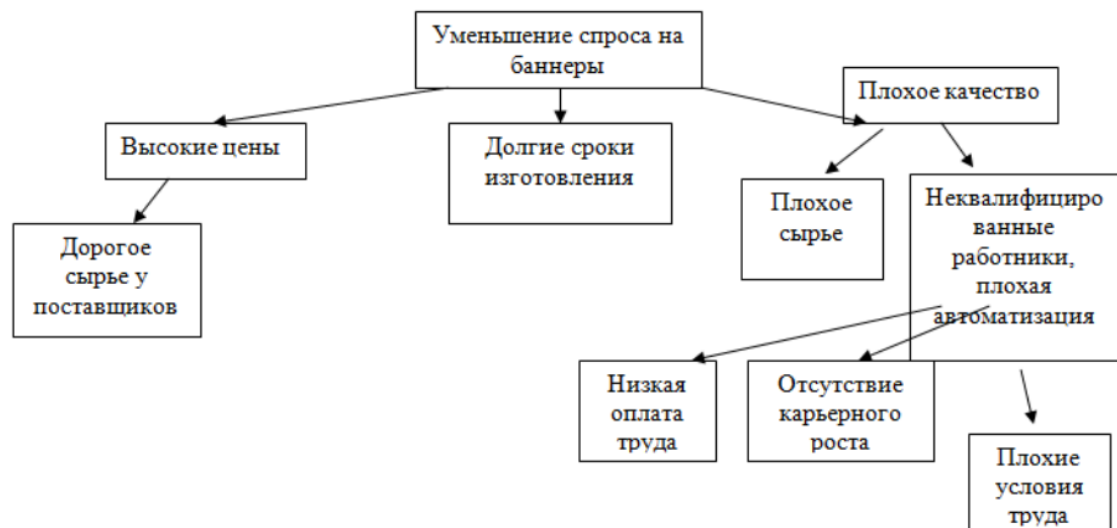 Уменьшение спроса на
баннеры
Плохое качество
Высокие цены
Долгие сроки
изготовления
Плохое
сырье
Неквалифициро
ванные
работники,
плохая
автоматизация
Дорогое
сырье у
поставщиков
Низкая
оплата
труда
Отсутствие
карьерного
роста
Плохие
условия
труда